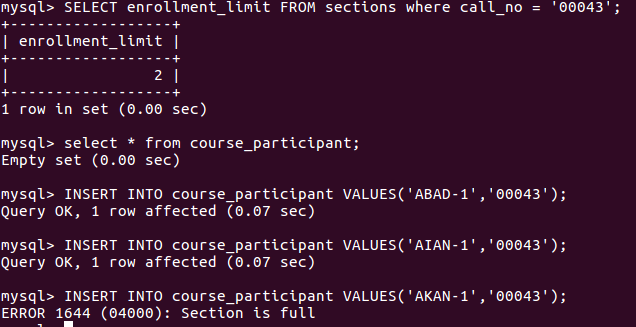 mysql> SELECT enrollment_limit FROM sections where call_no = '00043';
+------------------+
| enrollment_limit |
+------------------+
|                2 |
+------------------+
1 row in set (0.00 sec)
mysql> select * from course_participant;
Empty set (0.00 sec)
mysql> INSERT INTO course_participant VALUES('ABAD-1','00043');
Query OK, 1 row affected (0.07 sec)
mysql> INSERT INTO course_participant VALUES('AIAN-1','00043');
Query OK, 1 row affected (0.07 sec)
mysql> INSERT INTO course_participant VALUES('AKAN-1','00043');
ERROR 1644 (04000): Section is full